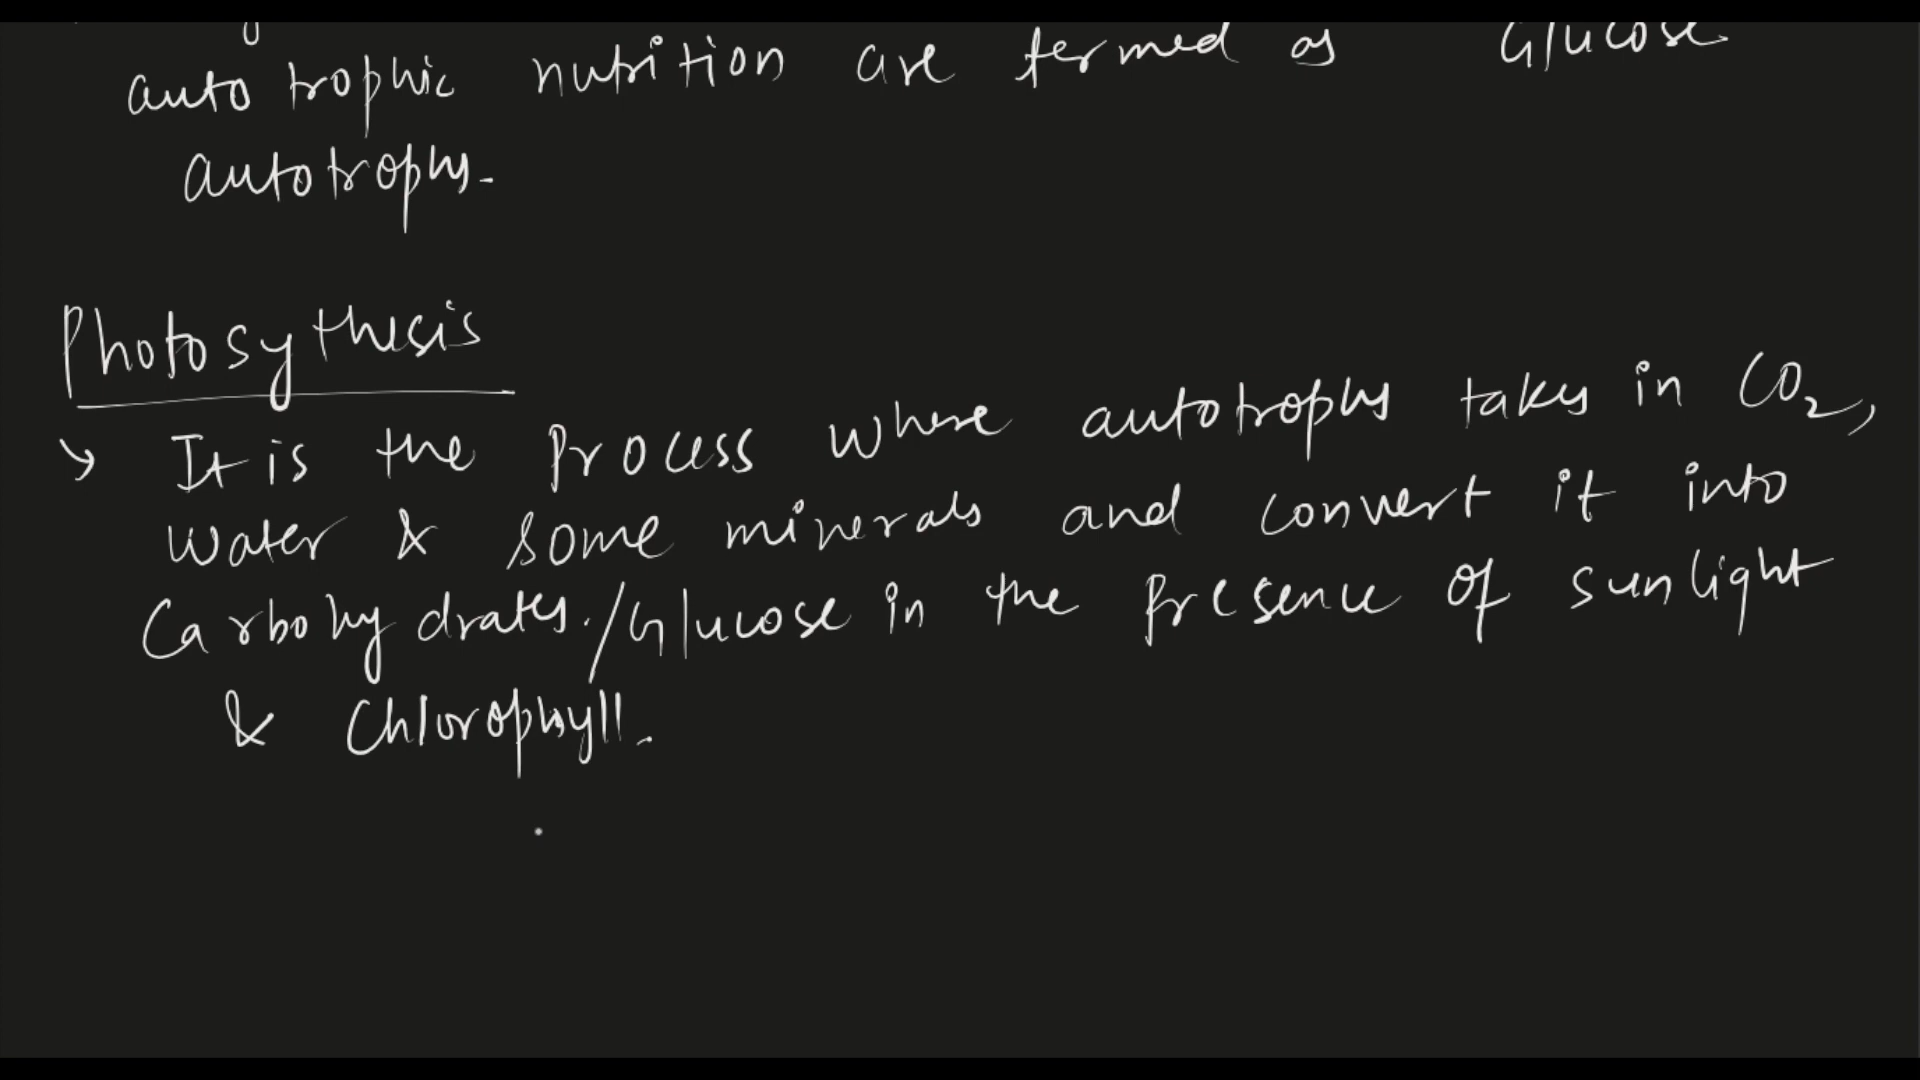 autotrophic nutrition are termed as Glucose
autotrophs.
Photosythesis
↘ It is the Process where autotrophs takes in CO₂,
Water & some minerals and convert it into
Carbohydrates./Glucose in the presence of sunlight
& Chlorophyll.